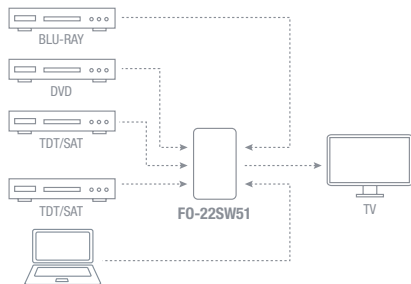 BLU-RAY
DVD
TDT/SAT
TDT/SAT
FO-22SW51
TV